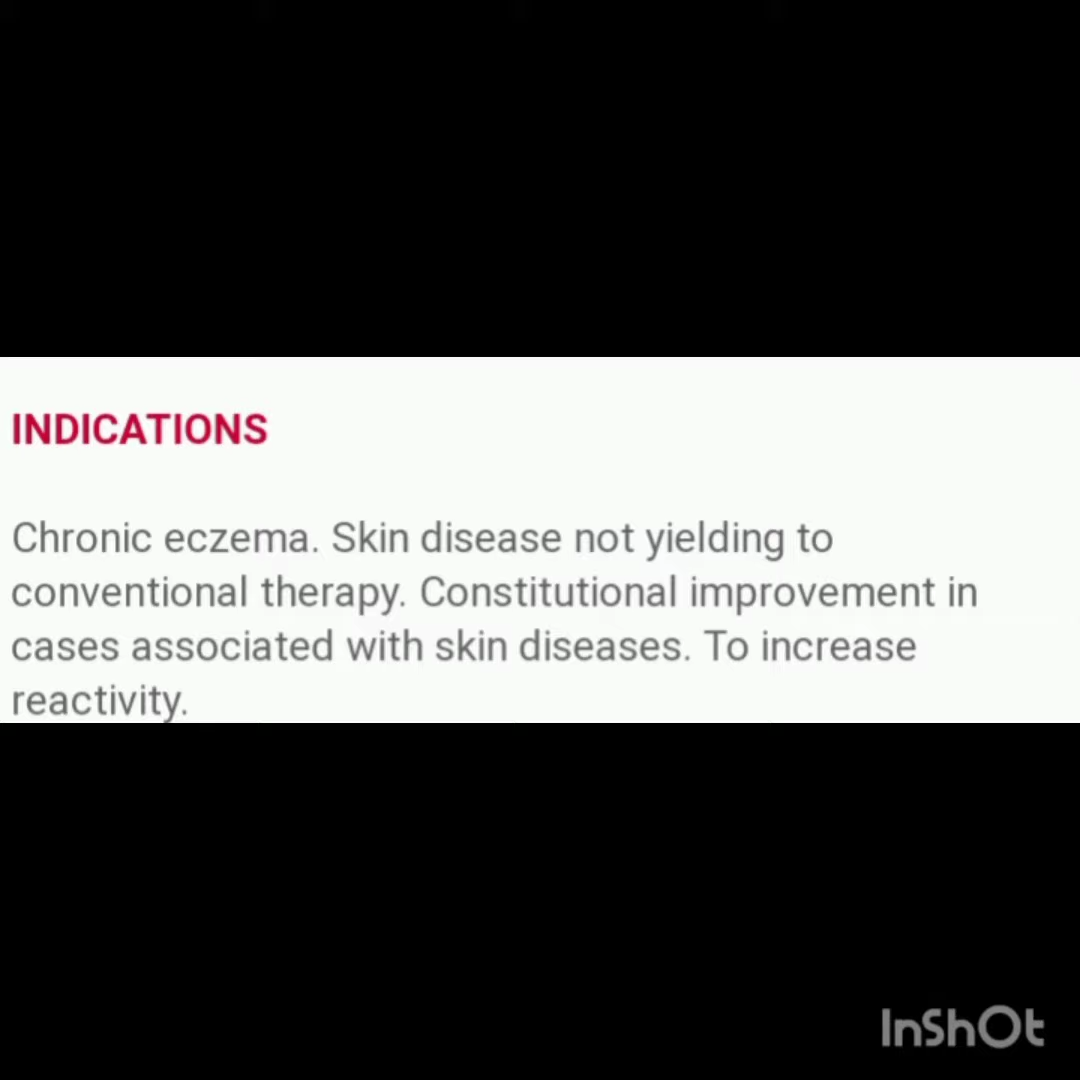 INDICATIONS
Chronic eczema. Skin disease not yielding to
conventional therapy. Constitutional improvement in
cases associated with skin diseases. To increase
reactivity.
InShOt